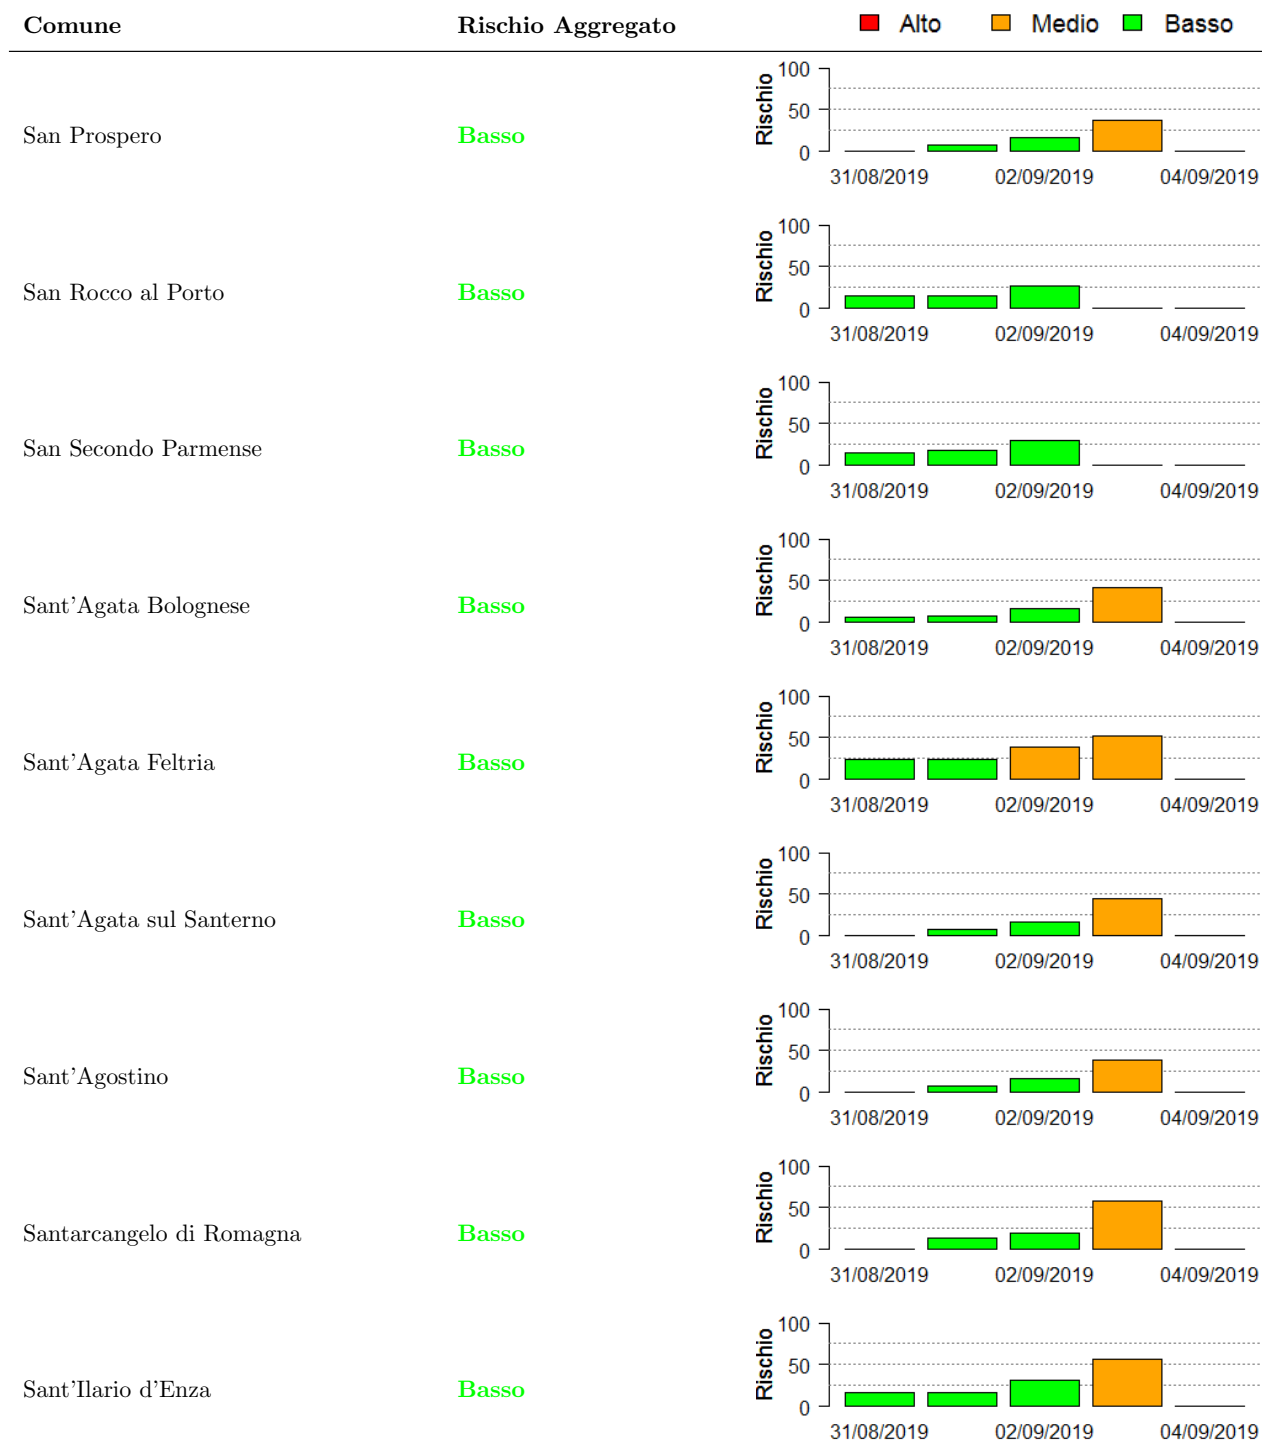 Comune Rischio Aggregato Alto Medio Basso
San Prospero Basso
Rischio
100
50
0
31/08/2019 02/09/2019 04/09/2019
San Rocco al Porto Basso
Rischio
100
50
0
31/08/2019 02/09/2019 04/09/2019
San Secondo Parmense Basso
Rischio
100
50
0
31/08/2019 02/09/2019 04/09/2019
Sant'Agata Bolognese Basso
Rischio
100
50
0
31/08/2019 02/09/2019 04/09/2019
Sant'Agata Feltria Basso
Rischio
100
50
0
31/08/2019 02/09/2019 04/09/2019
Sant'Agata sul Santerno Basso
Rischio
100
50
0
31/08/2019 02/09/2019 04/09/2019
Sant'Agostino Basso
Rischio
100
50
0
31/08/2019 02/09/2019 04/09/2019
Santarcangelo di Romagna Basso
Rischio
100
50
0
31/08/2019 02/09/2019 04/09/2019
Sant'Ilario d'Enza Basso
Rischio
100
50
0
31/08/2019 02/09/2019 04/09/2019